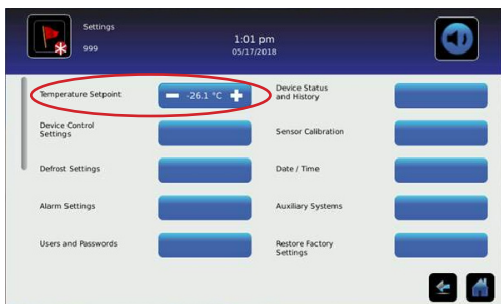 Settings
999
1:01 pm
05/17/2018
Temperature Setpoint
-26.1 °C
Device Status
and History
Device Control
Settings
Sensor Calibration
Defrost Settings
Date / Time
Alarm Settings
Auxiliary Systems
Users and Passwords
Restore Factory
Settings